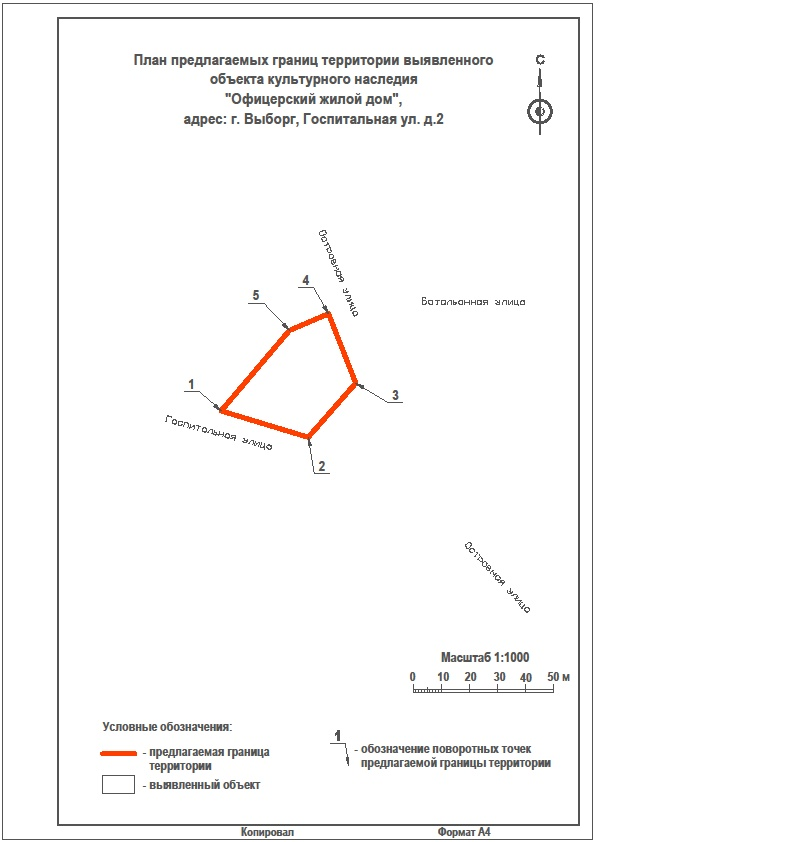 План предлагаемых границ территории выявленного
объекта культурного наследия
"Офицерский жилой дом",
адрес: г. Выборг, Госпитальная ул. д.2
С
Островная улица
4
5
Батальонная улица
1
3
Госпитальная улица
2
Островная улица
Масштаб 1:1000
0 10 20 30 40 50 м
Условные обозначения:
- предлагаемая граница
территории
- выявленный объект
1
- обозначение поворотных точек
предлагаемой границы территории
Копировал
Формат А4